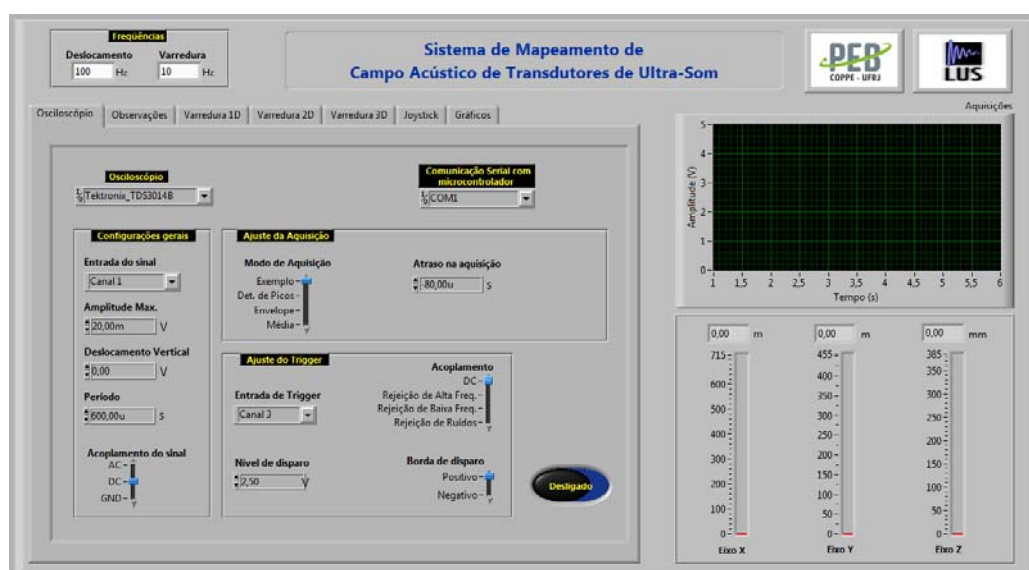 Freqüências
Deslocamento Varredura
100 Hz 10 Hz
Sistema de Mapeamento de
Campo Acústico de Transdutores de Ultra-Som
PEB
COPPE - UFRJ
LUS
Osciloscópio Observações Varredura 1D Varredura 2D Varredura 3D Joystick Gráficos
Osciloscópio
Tektronix_TDS3014B
Comunicação Serial com
microcontrolador
COM1
Configurações gerais
Entrada do sinal
Canal 1
Amplitude Max.
20,00m V
Deslocamento Vertical
0,00 V
Período
600,00u s
Acoplamento do sinal
AC
DC
GND
Ajuste da Aquisição
Modo de Aquisição
Exemplo
Det. de Picos
Envelope
Média
Atraso na aquisição
-80,00u s
Ajuste do Trigger
Entrada de Trigger
Canal 3
Nível de disparo
2,50 V
Acoplamento
DC
Rejeição de Alta Freq.
Rejeição de Baixa Freq.
Rejeição de Ruídos
Borda de disparo
Positivo
Negativo
Desligado
Aquisições
Amplitude (V)
5
4
3
2
1
0
1 1,5 2 2,5 3 3,5 4 4,5 5 5,5 6
Tempo (s)
0,00 m 0,00 m 0,00 mm
715 455 385
600 400 350
500 350 300
400 300 250
300 250 200
200 200 150
100 150 100
0 100 50
50 0
0
Eixo X Eixo Y Eixo Z